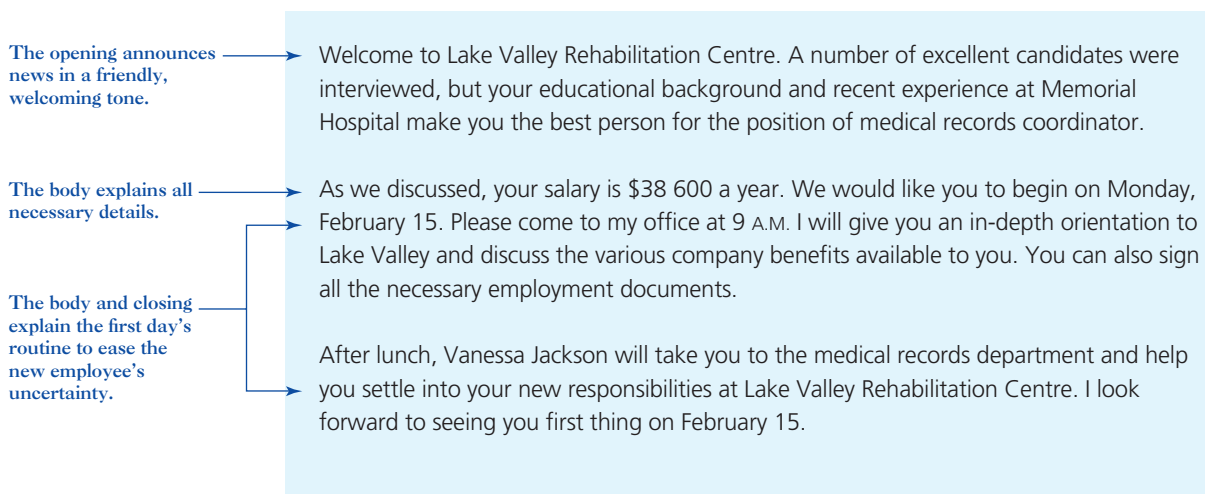 The opening announces
news in a friendly,
welcoming tone.
Welcome to Lake Valley Rehabilitation Centre. A number of excellent candidates were
interviewed, but your educational background and recent experience at Memorial
Hospital make you the best person for the position of medical records coordinator.
The body explains all
necessary details.
As we discussed, your salary is $38 600 a year. We would like you to begin on Monday,
February 15. Please come to my office at 9 A.M. I will give you an in-depth orientation to
Lake Valley and discuss the various company benefits available to you. You can also sign
all the necessary employment documents.
The body and closing
explain the first day’s
routine to ease the
new employee’s
uncertainty.
After lunch, Vanessa Jackson will take you to the medical records department and help
you settle into your new responsibilities at Lake Valley Rehabilitation Centre. I look
forward to seeing you first thing on February 15.